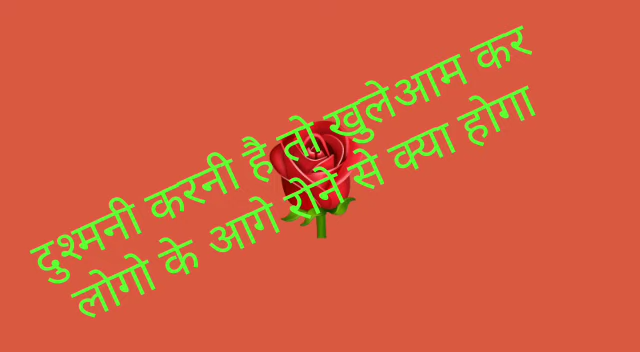 दुश्मनी करनी है तो खुलेआम कर
लोगो के आगे रोने से क्या होगा